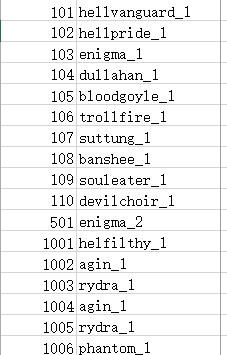 101 hellvanguard_1
102 hellpride_1
103 enigma_1
104 dullahan_1
105 bloodgoyle_1
106 trollfire_1
107 suttung_1
108 banshee_1
109 souleater_1
110 devilchoir_1
501 enigma_2
1001 helfilthy_1
1002 agin_1
1003 rydra_1
1004 agin_1
1005 rydra_1
1006 phantom_1